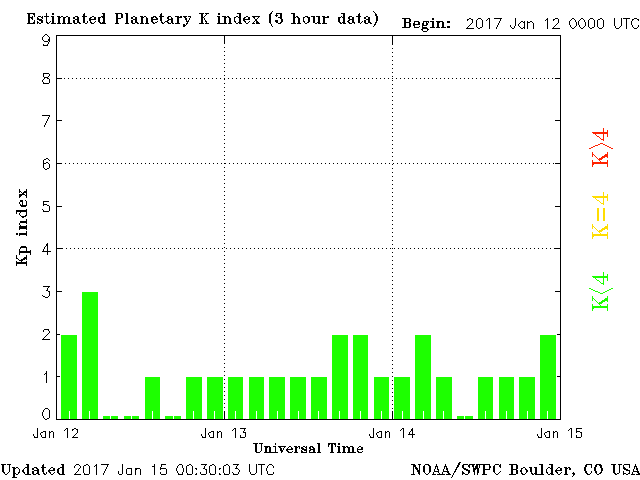 Estimated Planetary K index (3 hour data) Begin: 2017 Jan 12 0000 UTC
9
8
7
6
5
4
3
2
1
0
Kp index
K>4
K=4
K<4
Jan 12 Jan 13 Jan 14 Jan 15
Universal Time
Updated 2017 Jan 15 00:30:03 UTC NOAA/SWPC Boulder, CO USA